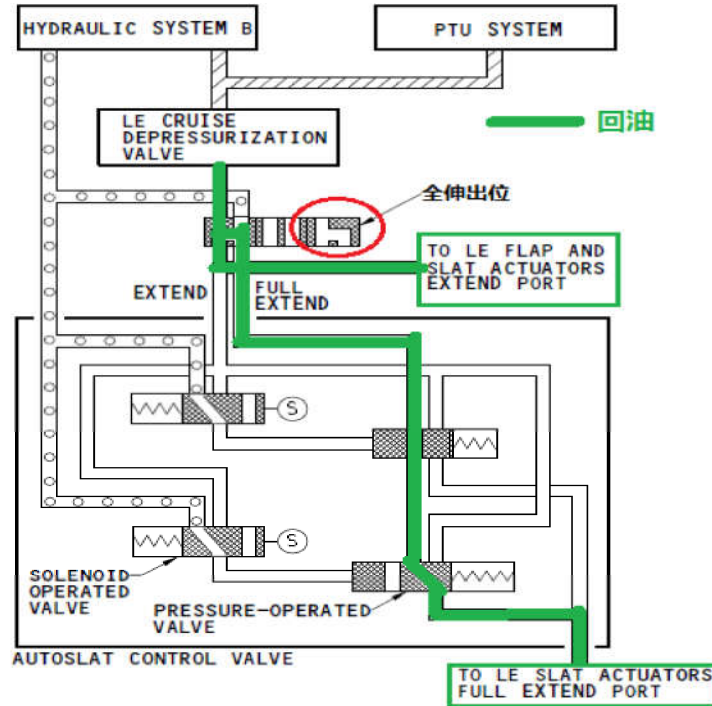 HYDRAULIC SYSTEM B
PTU SYSTEM
LE CRUISE
DEPRESSURIZATION
VALVE
回油
全伸出位
TO LE FLAP AND
SLAT ACTUATORS
EXTEND PORT
EXTEND
FULL
EXTEND
S
S
SOLENOID
OPERATED
VALVE
PRESSURE-OPERATED
VALVE
AUTOSLAT CONTROL VALVE
TO LE SLAT ACTUATORS
FULL EXTEND PORT